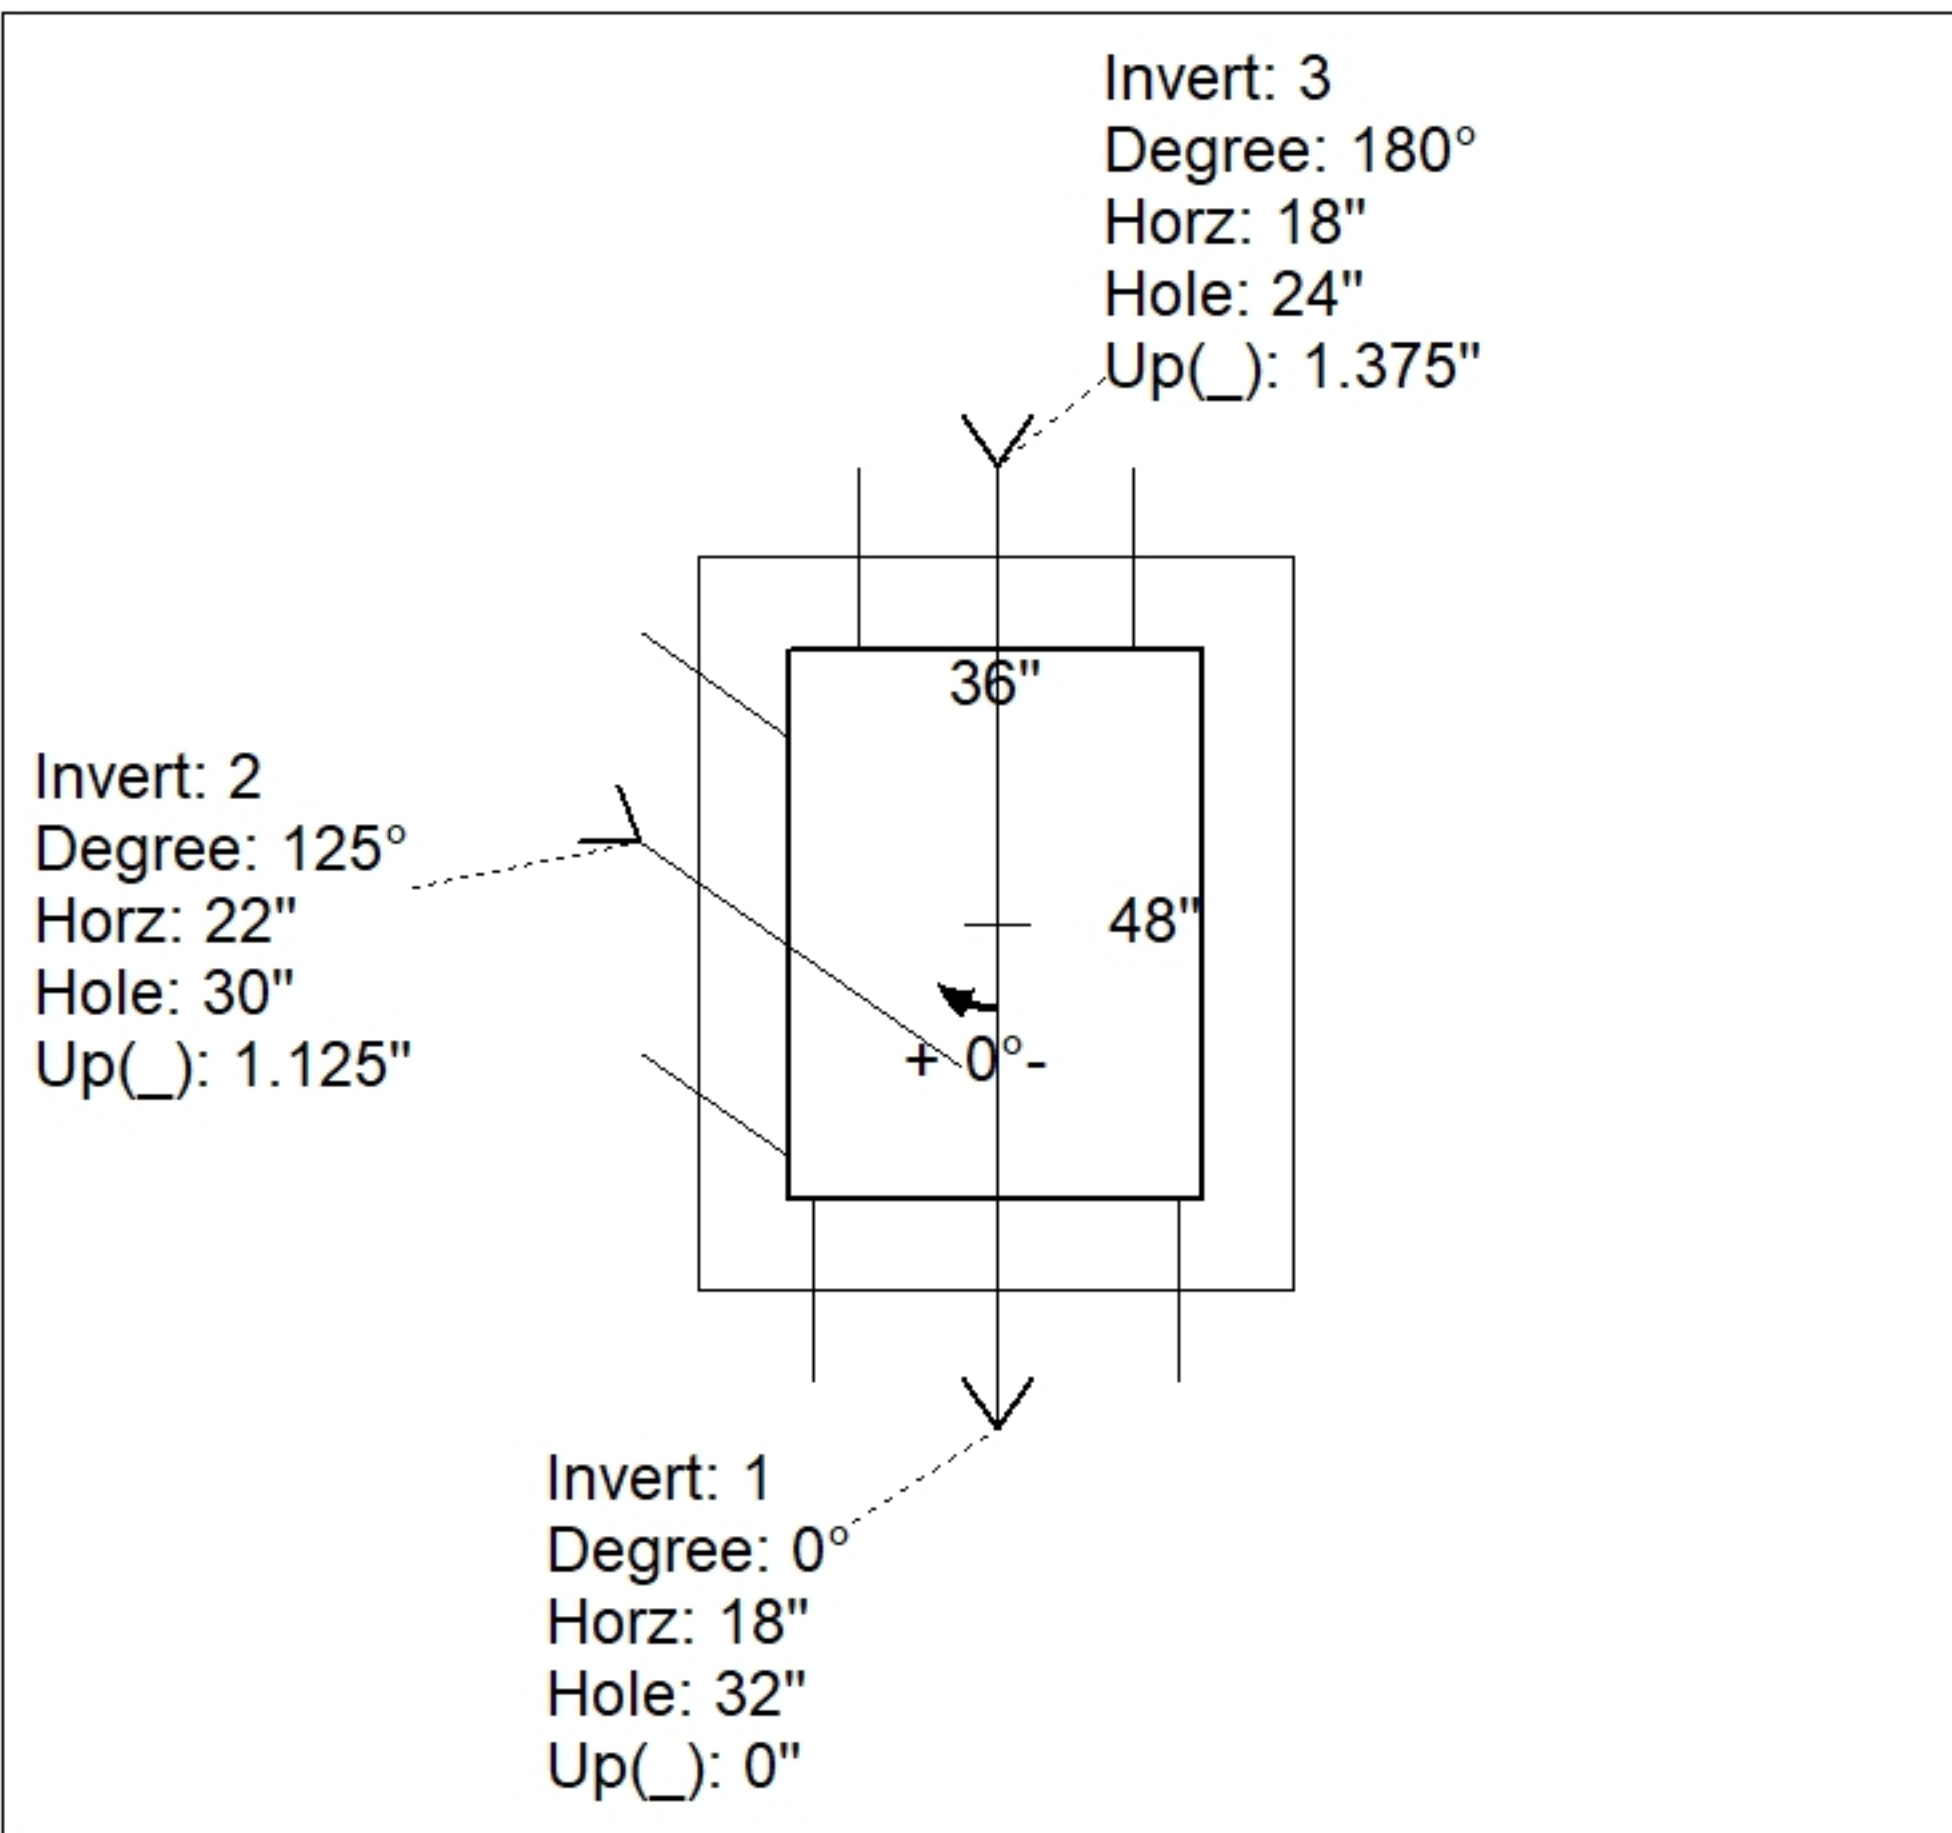 Invert: 3
Degree: 180°
Horz: 18"
Hole: 24"
Up(_): 1.375"
36"
Invert: 2
Degree: 125°
Horz: 22"
Hole: 30"
Up(_): 1.125"
48"
+ 0°-
Invert: 1
Degree: 0°
Horz: 18"
Hole: 32"
Up(_): 0"